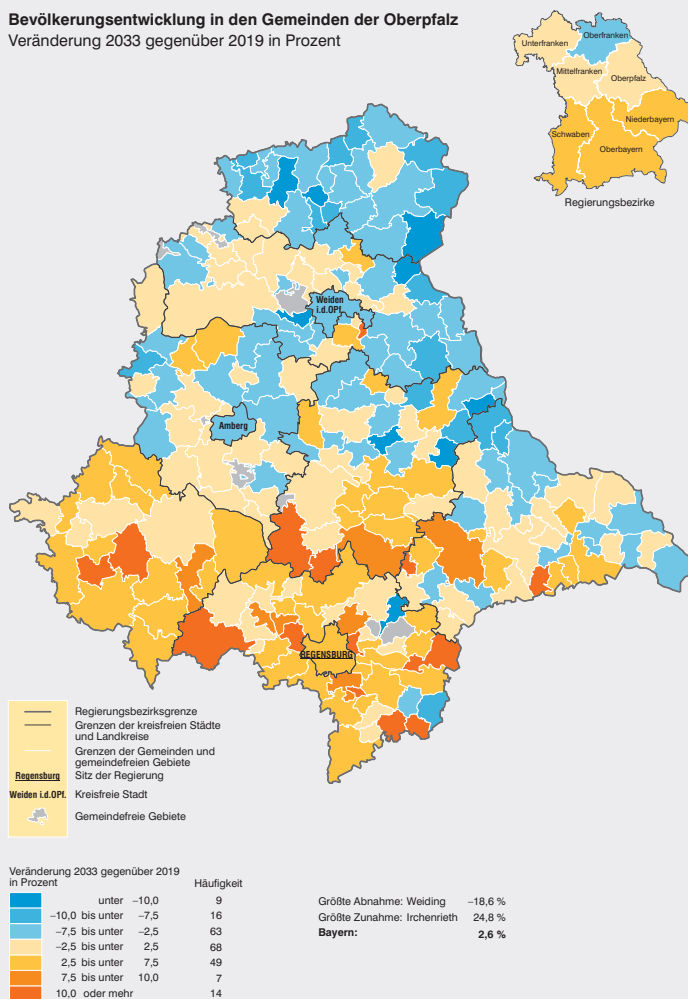 Bevölkerungsentwicklung in den Gemeinden der Oberpfalz
Veränderung 2033 gegenüber 2019 in Prozent
Oberfranken
Unterfranken
Mittelfranken
Oberpfalz
Niederbayern
Schwaben
Oberbayern
Regierungsbezirke
Weiden
i.d.OPf.
Amberg
REGENSBURG
Regierungsbezirksgrenze
Grenzen der kreisfreien Städte
und Landkreise
Grenzen der Gemeinden und
gemeindefreien Gebiete
Regensburg Sitz der Regierung
Weiden i.d.OPf. Kreisfreie Stadt
Gemeindefreie Gebiete
Veränderung 2033 gegenüber 2019
in Prozent Häufigkeit
unter −10,0 9
−10,0 bis unter −7,5 16
−7,5 bis unter −2,5 63
−2,5 bis unter 2,5 68
2,5 bis unter 7,5 49
7,5 bis unter 10,0 7
10,0 oder mehr 14
Größte Abnahme: Weiding −18,6 %
Größte Zunahme: Irchenrieth 24,8 %
Bayern: 2,6 %